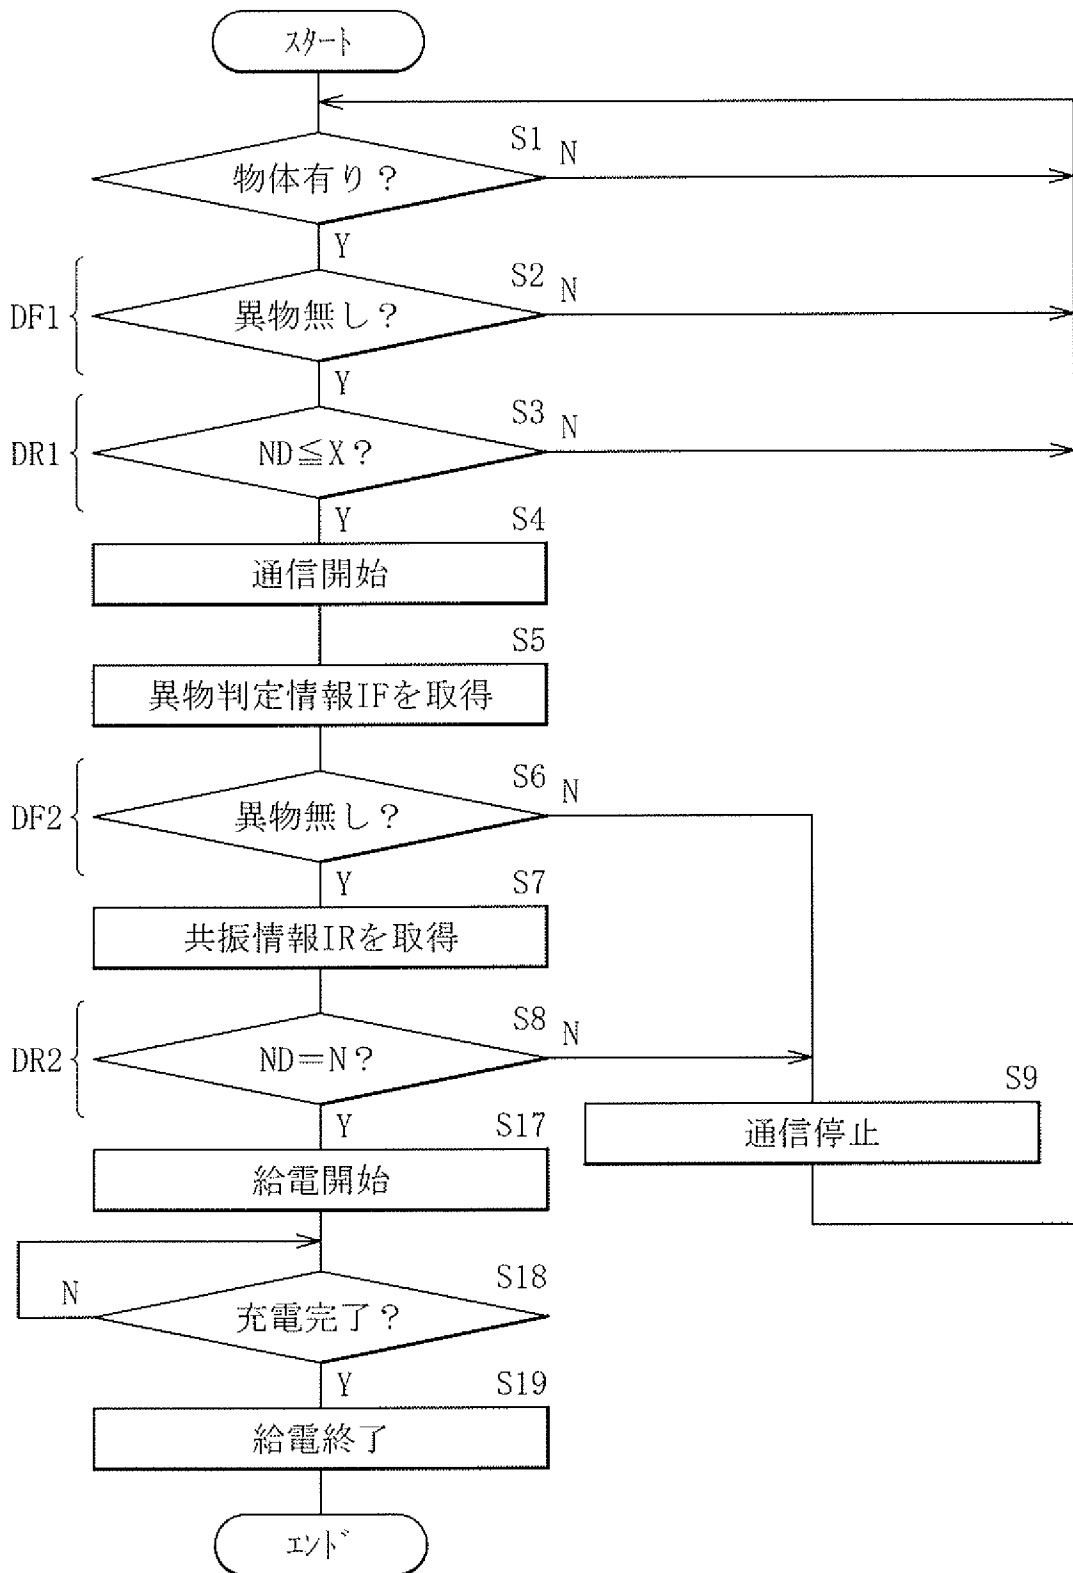 スタート
S1
物体有り?
N
Y
DF1
S2
異物無し?
N
Y
DR1
S3
ND≦X?
N
Y
S4
通信開始
S5
異物判定情報IFを取得
DF2
S6
異物無し?
N
Y
S7
共振情報IRを取得
DR2
S8
ND=N?
N
Y
S9
通信停止
S17
給電開始
S18
充電完了?
N
Y
S19
給電終了
エンド